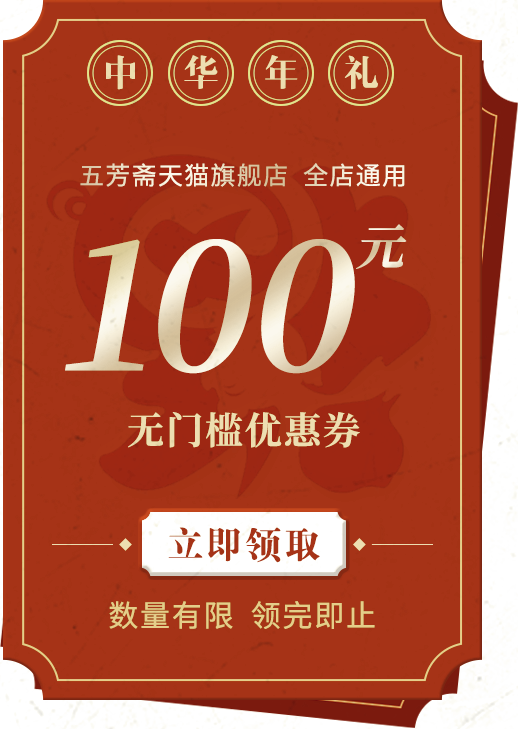 中华年礼
五芳斋天猫旗舰店 全店通用
100元
无门槛优惠券
立即领取
数量有限 领完即止